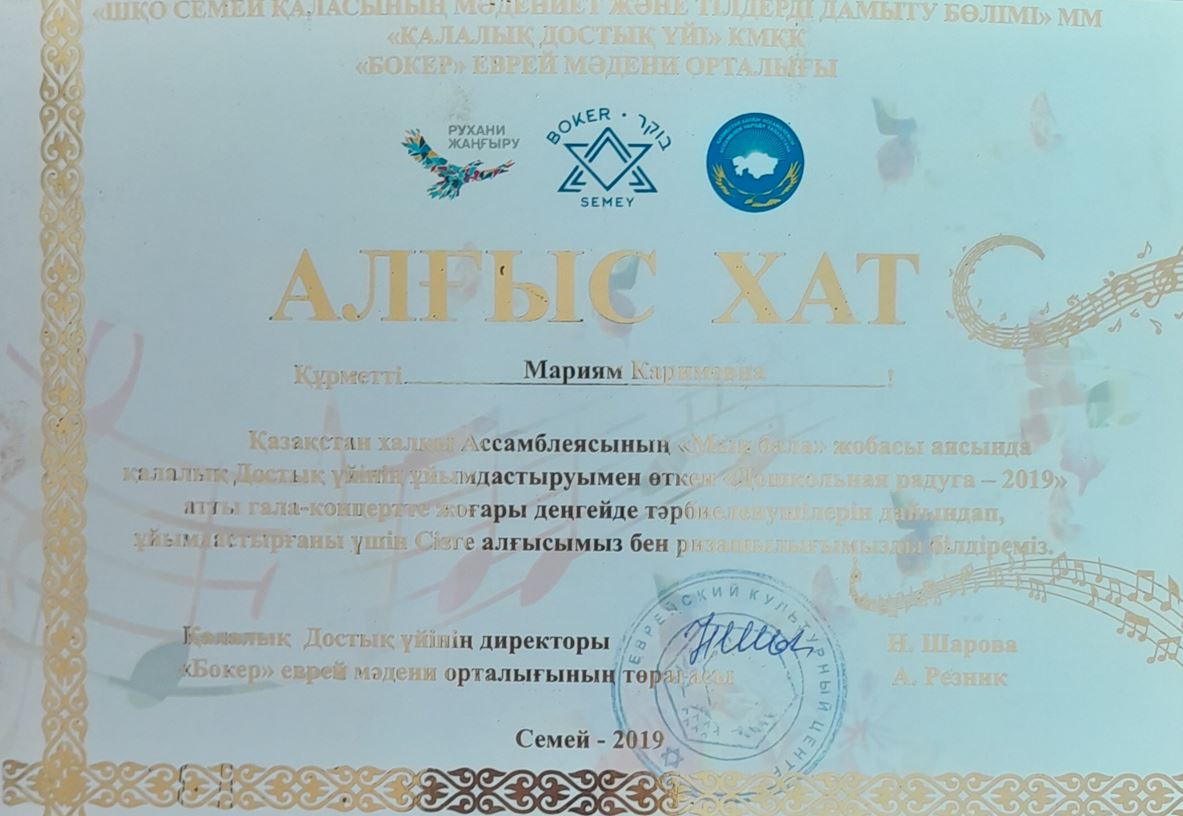 «ШҚО СЕМЕЙ ҚАЛАСЫНЫҢ МӘДЕНИЕТ ЖӘНЕ ТІЛДЕРДІ ДАМЫТУ БӨЛІМІ» ММ
«ҚАЛАЛЫҚ ДОСТЫҚ ҮЙІ» КМҚК
«БОКЕР» ЕВРЕЙ МӘДЕНИ ОРТАЛЫҒЫ
РУХАНИ
ЖАҢҒЫРУ
BOKER · בוקר
SEMEY
АЛҒЫС ХАТ
Құрметті Мариям Каримовна !
Қазақстан халқы Ассамблеясының «Мың бала» жобасы аясында
қалалық Достық үйінің ұйымдастыруымен өткен «Дошкольная радуга – 2019»
атты гала-концертте жоғары деңгейде тәрбиеленушілерін дайындап,
ұйымдастырғаны үшін Сізге алғысымыз бен ризашылығымызды білдіреміз.
Қалалық Достық үйінің директоры Н. Шарова
«Бокер» еврей мәдени орталығының төрағасы А. Резник
ЕВРЕЙСКИЙ КУЛЬТУРНЫЙ ЦЕНТР
Семей - 2019